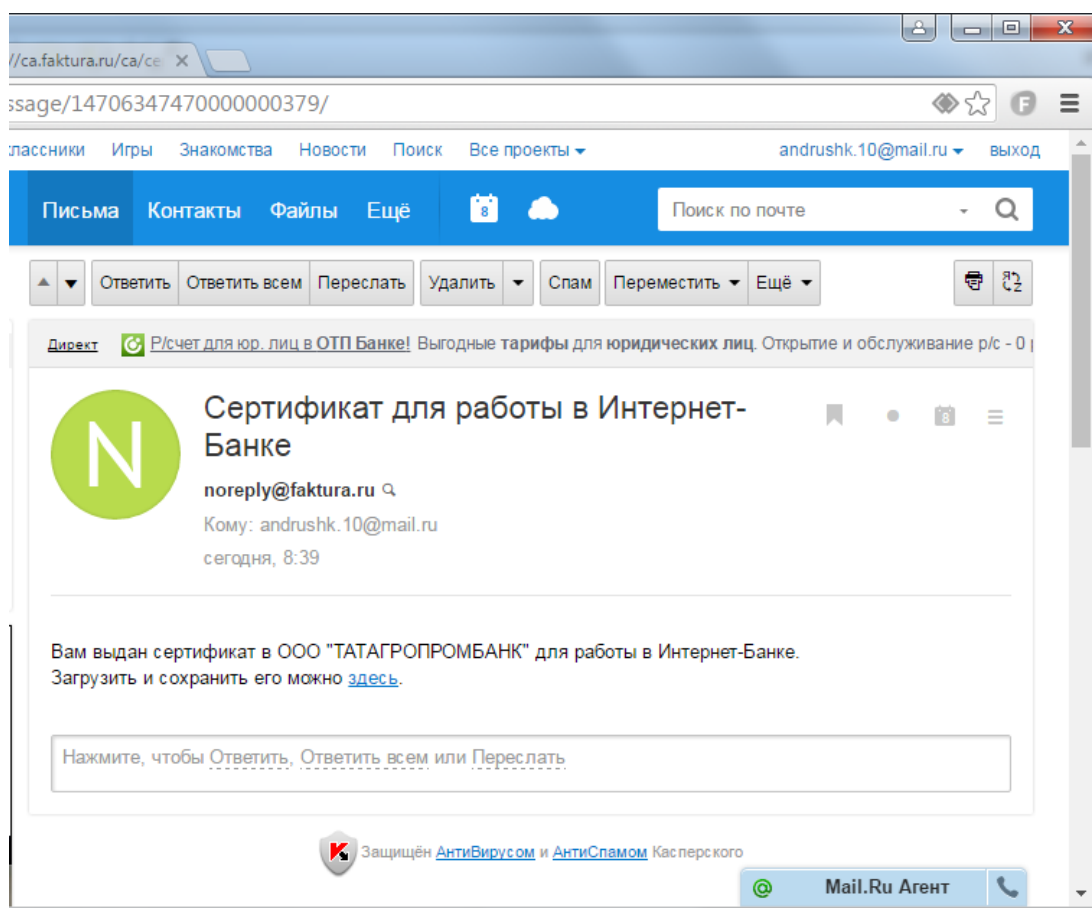 //ca.faktura.ru/ca/ce
ssage/14706347470000000379/
лассники Игры Знакомства Новости Поиск Все проекты andrushk.10@mail.ru выход
Письма Контакты Файлы Ещё 8 Поиск по почте
Ответить Ответить всем Переслать Удалить Спам Переместить Ещё
Директ Р/счет для юр. лиц в ОТП Банке! Выгодные тарифы для юридических лиц. Открытие и обслуживание р/с - 0
N
Сертификат для работы в Интернет-
Банке
8
noreply@faktura.ru
Кому: andrushk.10@mail.ru
сегодня, 8:39
Вам выдан сертификат в ООО "ТАТАГРОПРОМБАНК" для работы в Интернет-Банке.
Загрузить и сохранить его можно здесь.
Нажмите, чтобы Ответить, Ответить всем или Переслать
Защищён АнтиВирусом и АнтиСпамом Касперского
Mail.Ru Агент